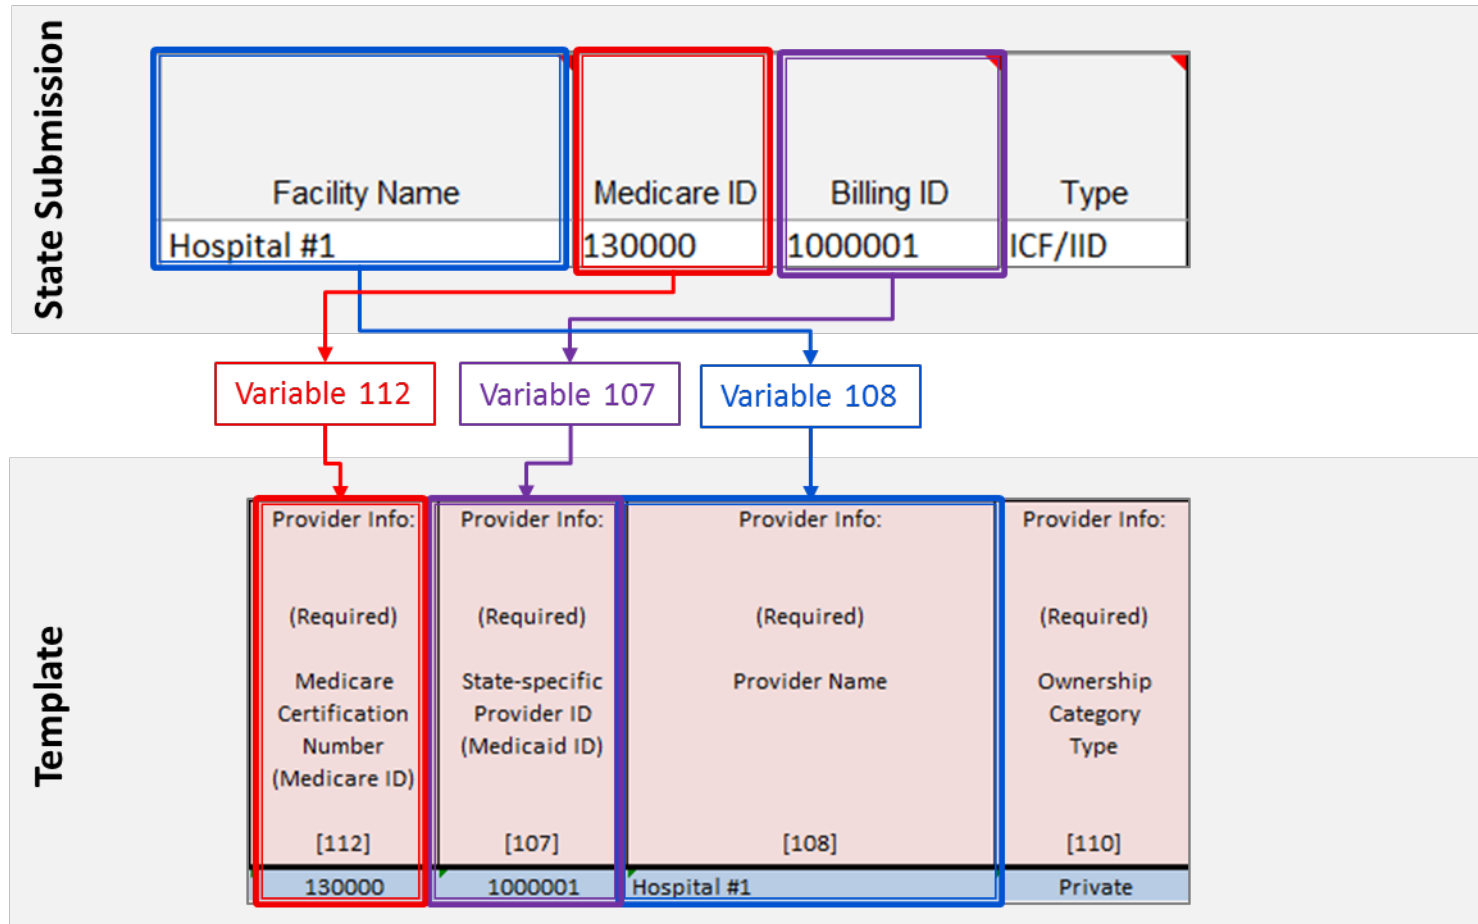 State Submission
Facility Name Medicare ID Billing ID Type
Hospital #1 130000 1000001 ICF/IID
Variable 112 Variable 107 Variable 108
Template
Provider Info: Provider Info: Provider Info: Provider Info:
(Required) (Required) (Required) (Required)
Medicare State-specific Provider Name Ownership
Certification Provider ID Category
Number (Medicaid ID) Type
(Medicare ID)
[112] [107] [108] [110]
130000 1000001 Hospital #1 Private